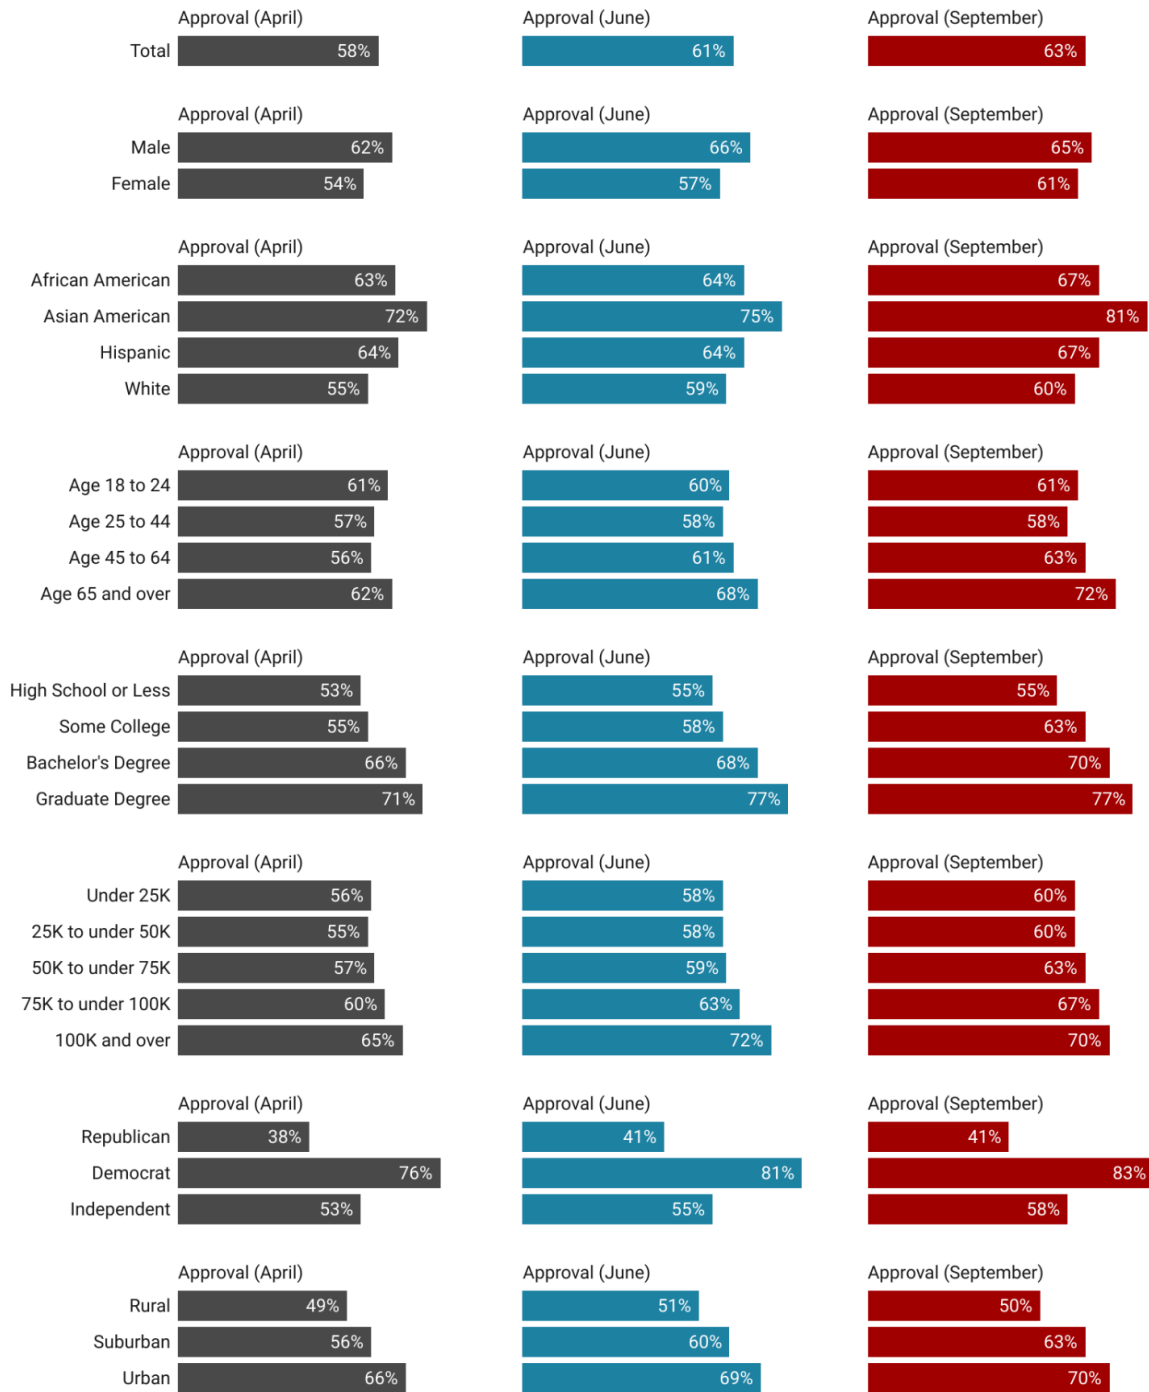 Approval (April) Approval (June) Approval (September)
Total 58% 61% 63%
Approval (April) Approval (June) Approval (September)
Male 62% 66% 65%
Female 54% 57% 61%
Approval (April) Approval (June) Approval (September)
African American 63% 64% 67%
Asian American 72% 75% 81%
Hispanic 64% 64% 67%
White 55% 59% 60%
Approval (April) Approval (June) Approval (September)
Age 18 to 24 61% 60% 61%
Age 25 to 44 57% 58% 58%
Age 45 to 64 56% 61% 63%
Age 65 and over 62% 68% 72%
Approval (April) Approval (June) Approval (September)
High School or Less 53% 55% 55%
Some College 55% 58% 63%
Bachelor's Degree 66% 68% 70%
Graduate Degree 71% 77% 77%
Approval (April) Approval (June) Approval (September)
Under 25K 56% 58% 60%
25K to under 50K 55% 58% 60%
50K to under 75K 57% 59% 63%
75K to under 100K 60% 63% 67%
100K and over 65% 72% 70%
Approval (April) Approval (June) Approval (September)
Republican 38% 41% 41%
Democrat 76% 81% 83%
Independent 53% 55% 58%
Approval (April) Approval (June) Approval (September)
Rural 49% 51% 50%
Suburban 56% 60% 63%
Urban 66% 69% 70%